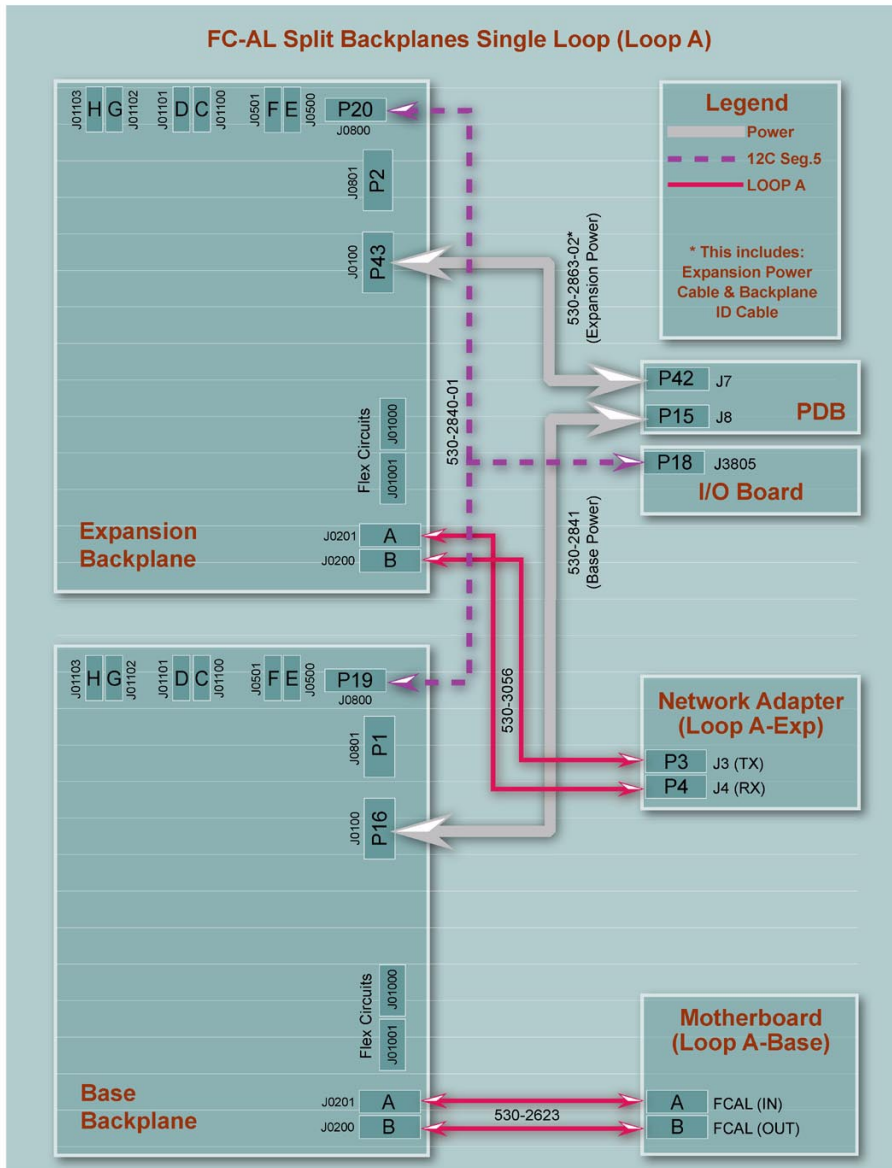 FC-AL Split Backplanes Single Loop (Loop A)
J01103
H
G
J01102
J01101
D
C
J01100
J0501
F
E
J0500
P20
J0800
J0801
P2
J0100
P43
Flex Circuits
J01000
J01001
J0201
A
J0200
B
Expansion
Backplane
530-2840-01
530-2863-02*
(Expansion Power)
Legend
Power
12C Seg.5
LOOP A
* This includes:
Expansion Power
Cable & Backplane
ID Cable
P42
J7
P15
J8
PDB
P18
J3805
I/O Board
530-2841
(Base Power)
J01103
H
G
J01102
J01101
D
C
J01100
J0501
F
E
J0500
P19
J0800
J0801
P1
J0100
P16
530-3056
Network Adapter
(Loop A-Exp)
P3
J3 (TX)
P4
J4 (RX)
Flex Circuits
J01000
J01001
Base
Backplane
J0201
A
J0200
B
530-2623
Motherboard
(Loop A-Base)
A
FCAL (IN)
B
FCAL (OUT)